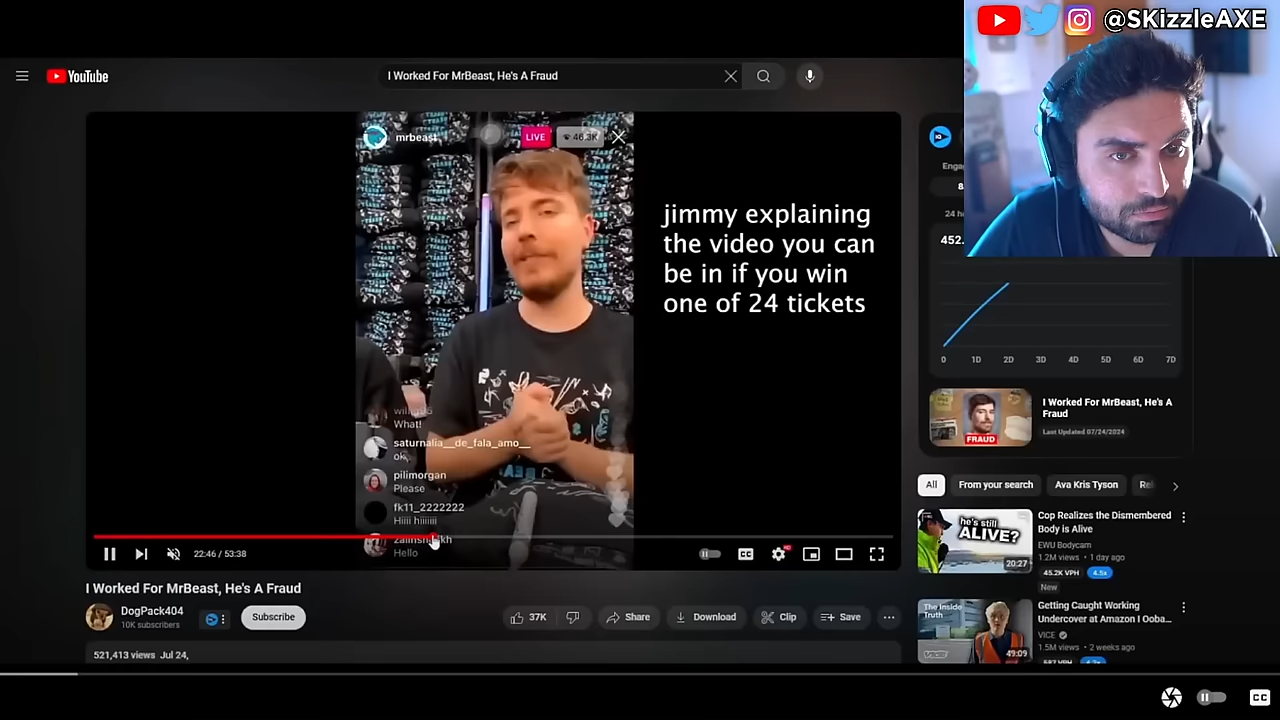 @SKizzleAXE
YouTube
I Worked For MrBeast, He's A Fraud
mrbeast
LIVE
46.3K
jimmy explaining
the video you can
be in if you win
one of 24 tickets
What!
saturnalia__de_fala_amo__
ok
pilimorgan
Please
fk11_2222222
Hiiii hiiiiiii
Hello
22:46 / 53:38
CC
I Worked For MrBeast, He's A Fraud
DogPack404
10K subscribers
Subscribe
37K
Share
Download
Clip
Save
521,413 views Jul 24,
24 h
452.
0
1D
2D
3D
4D
5D
6D
7D
FRAUD
I Worked For MrBeast, He's A
Fraud
Last Updated 07/24/2024
All
From your search
Ava Kris Tyson
he's still
ALIVE?
20:27
Cop Realizes the Dismembered
Body is Alive
EWU Bodycam
1.2M views • 1 day ago
45.2K VPH
4.5x
New
The Inside
Truth
VICE
49:09
Getting Caught Working
Undercover at Amazon I Ooba...
VICE
1.5M views • 2 weeks ago
CC